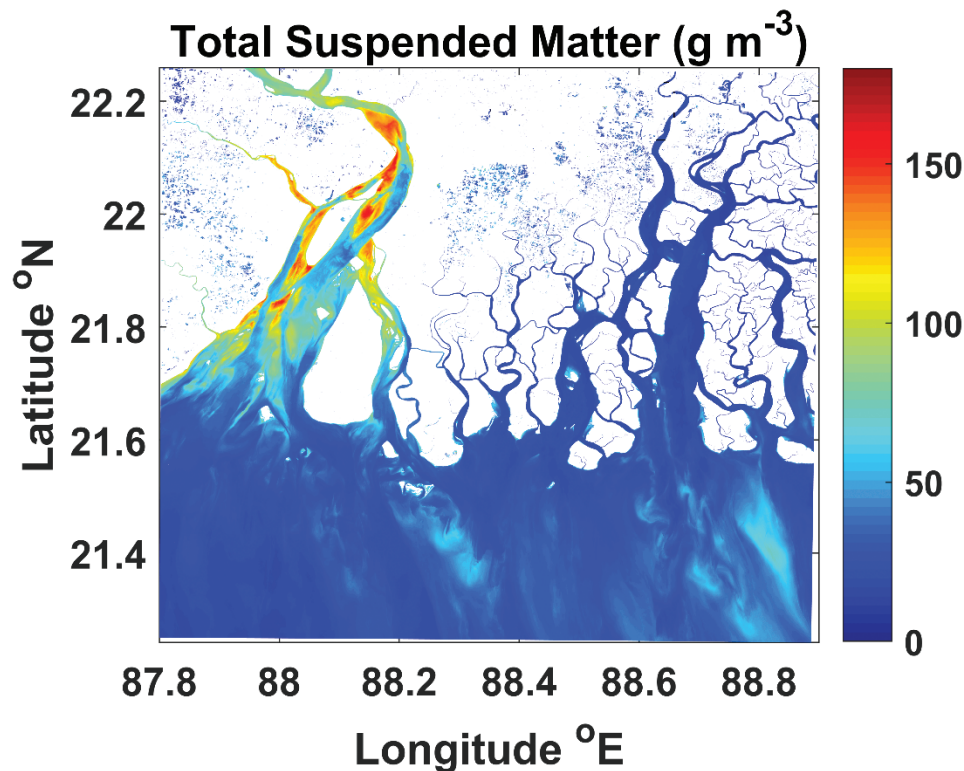 Total Suspended Matter (g m⁻³)
22.2
22
21.8
21.6
21.4
Latitude ᵒN
87.8 88 88.2 88.4 88.6 88.8
Longitude ᵒE
150
100
50
0